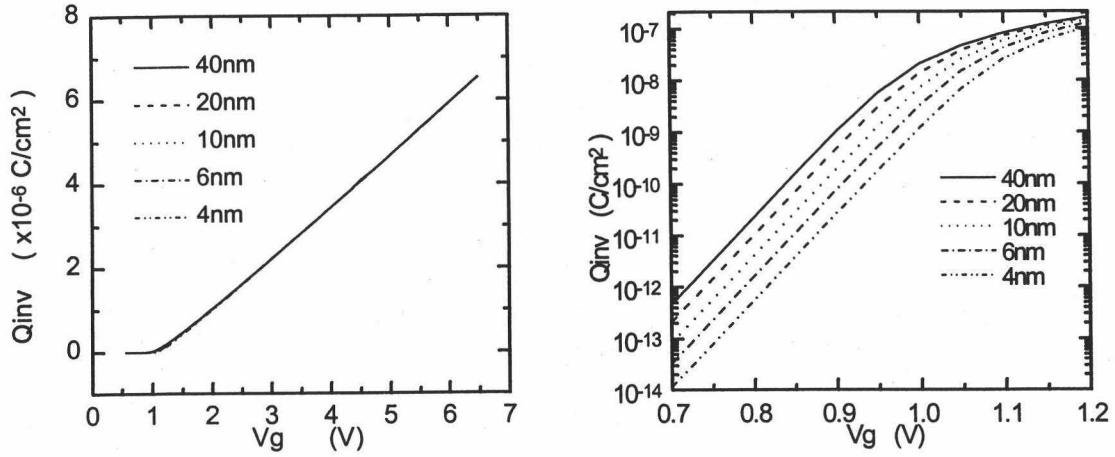 8
6
4
2
0
Qinv ( x10-6 C/cm2 )
40nm
20nm
10nm
6nm
4nm
0 1 2 3 4 5 6 7
Vg (V)
10-7
10-8
10-9
10-10
10-11
10-12
10-13
10-14
Qinv (C/cm2)
40nm
20nm
10nm
6nm
4nm
0.7 0.8 0.9 1.0 1.1 1.2
Vg (V)